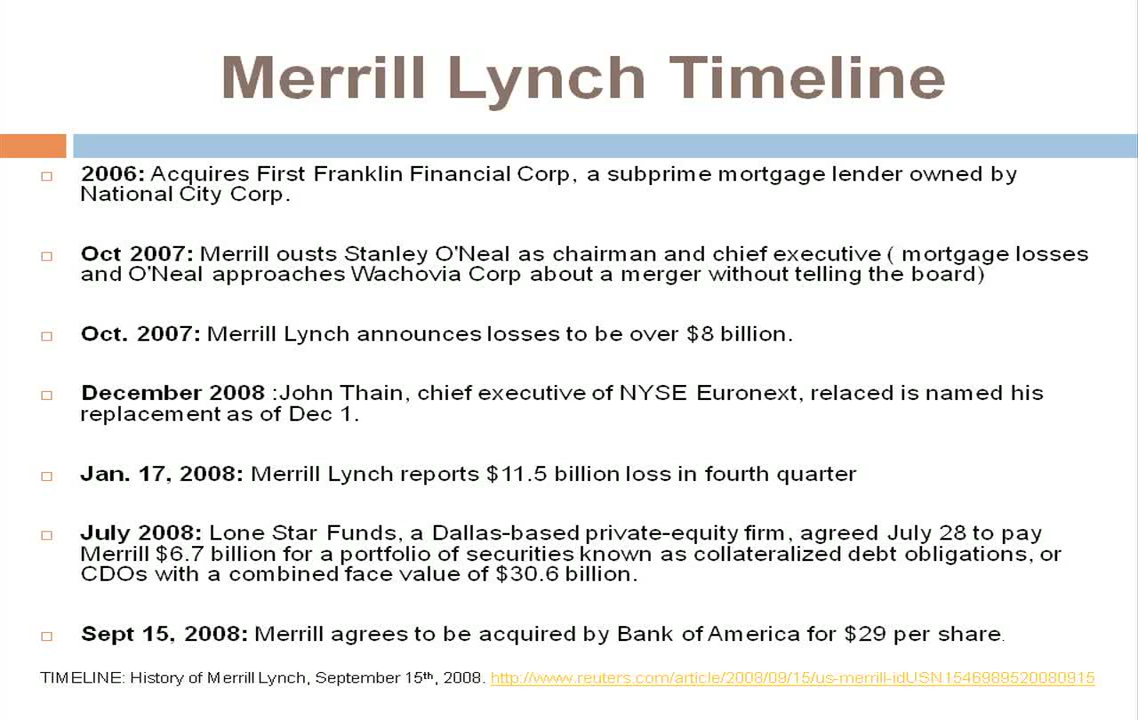 Merrill Lynch Timeline
2006: Acquires First Franklin Financial Corp, a subprime mortgage lender owned by
National City Corp.
Oct 2007: Merrill ousts Stanley O'Neal as chairman and chief executive ( mortgage losses
and O'Neal approaches Wachovia Corp about a merger without telling the board)
Oct. 2007: Merrill Lynch announces losses to be over $8 billion.
December 2008 :John Thain, chief executive of NYSE Euronext, relaced is named his
replacement as of Dec 1.
Jan. 17, 2008: Merrill Lynch reports $11.5 billion loss in fourth quarter
July 2008: Lone Star Funds, a Dallas-based private-equity firm, agreed July 28 to pay
Merrill $6.7 billion for a portfolio of securities known as collateralized debt obligations, or
CDOs with a combined face value of $30.6 billion.
Sept 15, 2008: Merrill agrees to be acquired by Bank of America for $29 per share.
TIMELINE: History of Merrill Lynch, September 15th, 2008. http://www.reuters.com/article/2008/09/15/us-merrill-idUSN1546989520080915